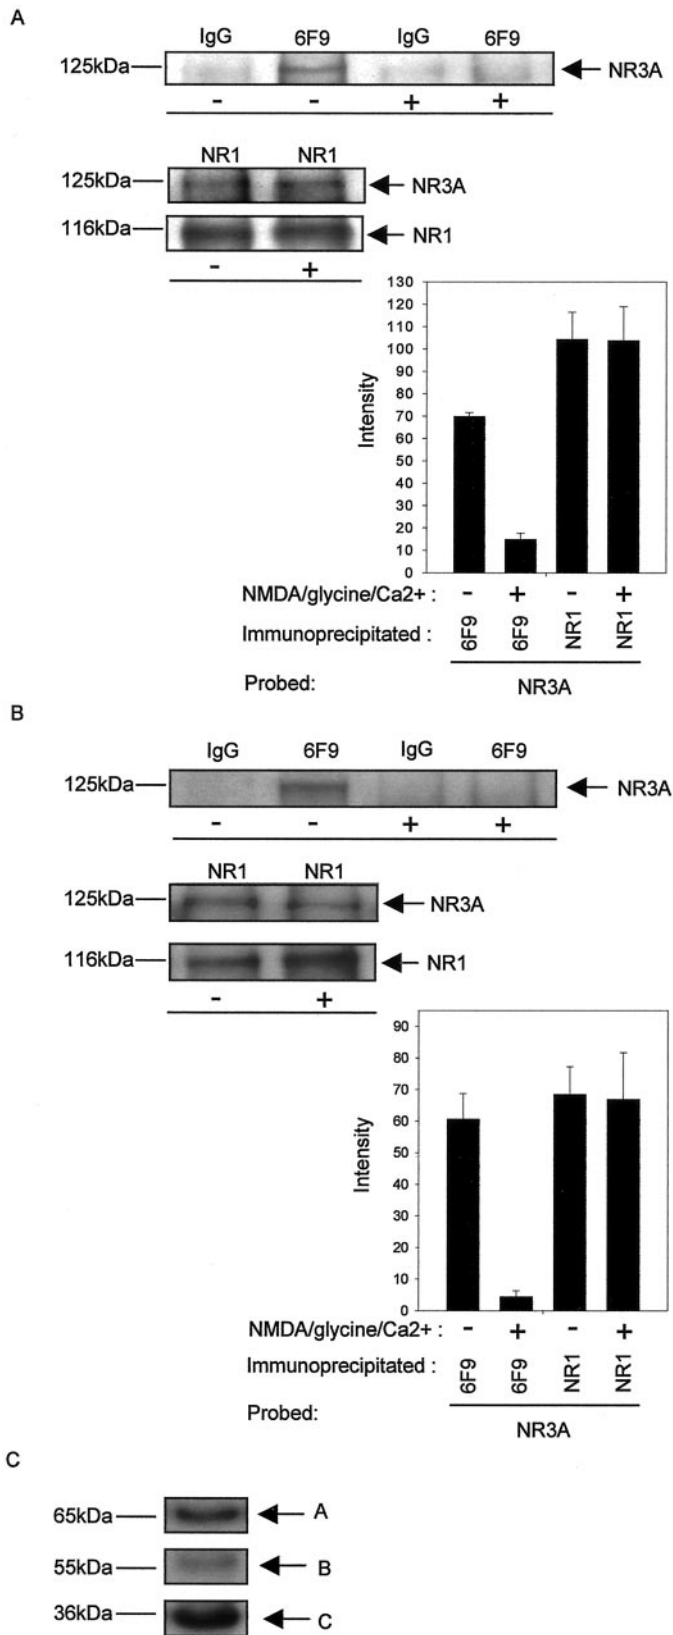 A
IgG 6F9 IgG 6F9
125kDa NR3A
- - + +
NR1 NR1
125kDa NR3A
116kDa NR1
- +
130
120
110
100
90
80
70
60
50
40
30
20
10
0
Intensity
NMDA/glycine/Ca2+ : - + - +
Immunoprecipitated : 6F9 6F9 NR1 NR1
Probed: NR3A
B
IgG 6F9 IgG 6F9
125kDa NR3A
- - + +
NR1 NR1
125kDa NR3A
116kDa NR1
- +
90
80
70
60
50
40
30
20
10
0
Intensity
NMDA/glycine/Ca2+ : - + - +
Immunoprecipitated : 6F9 6F9 NR1 NR1
Probed: NR3A
C
65kDa A
55kDa B
36kDa C